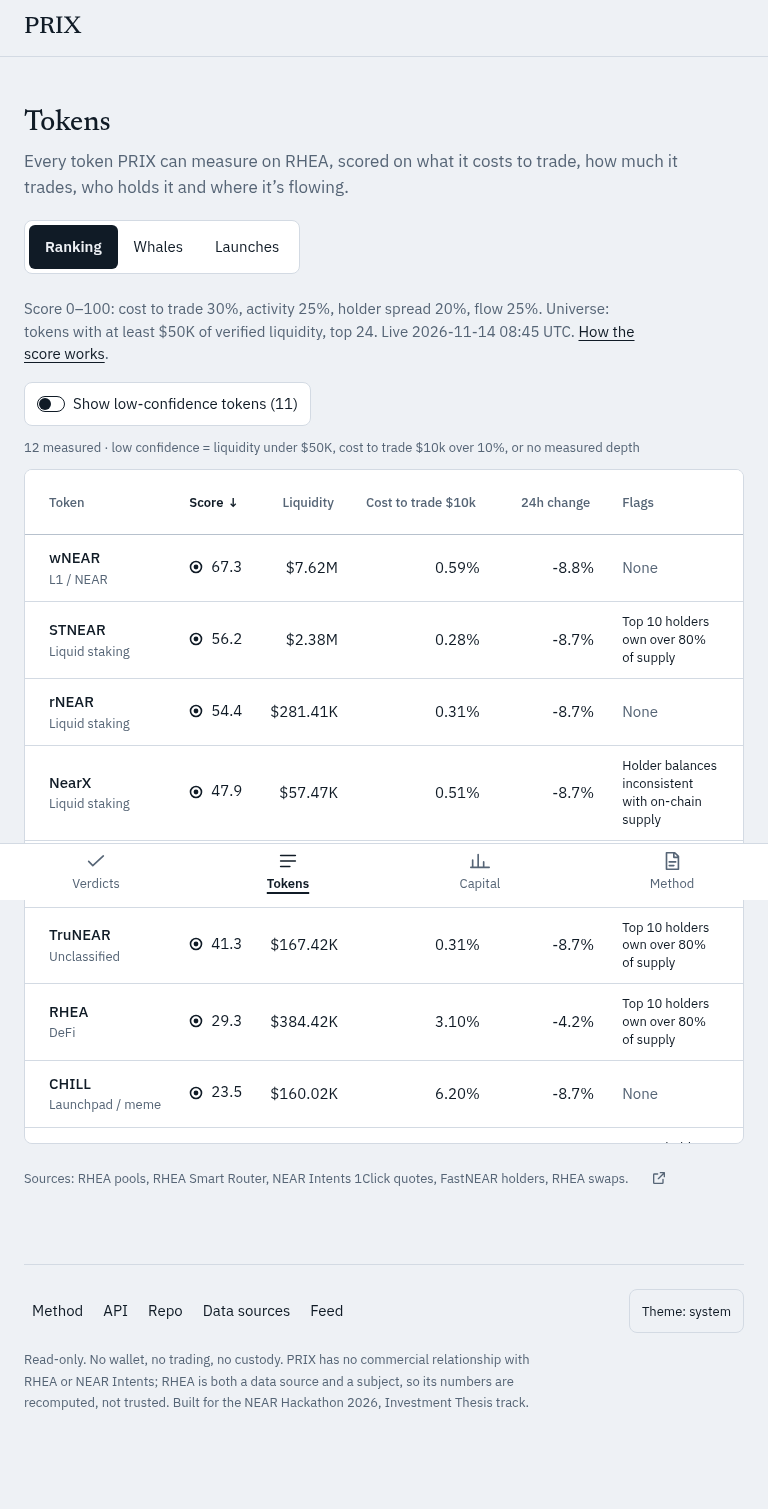 PRIX
Tokens
Every token PRIX can measure on RHEA, scored on what it costs to trade, how much it
trades, who holds it and where it’s flowing.
Ranking Whales Launches
Score 0–100: cost to trade 30%, activity 25%, holder spread 20%, flow 25%. Universe:
tokens with at least $50K of verified liquidity, top 24. Live 2026-11-14 08:45 UTC. How the
score works.
Show low-confidence tokens (11)
12 measured · low confidence = liquidity under $50K, cost to trade $10k over 10%, or no measured depth
Token Score ↓ Liquidity Cost to trade $10k 24h change Flags
wNEAR
L1 / NEAR
67.3 $7.62M 0.59% -8.8% None
STNEAR
Liquid staking
56.2 $2.38M 0.28% -8.7%
Top 10 holders
own over 80%
of supply
rNEAR
Liquid staking
54.4 $281.41K 0.31% -8.7% None
NearX
Liquid staking
47.9 $57.47K 0.51% -8.7%
Holder balances
inconsistent
with on-chain
supply
Verdicts Tokens Capital Method
TruNEAR
Unclassified
41.3 $167.42K 0.31% -8.7%
Top 10 holders
own over 80%
of supply
RHEA
DeFi
29.3 $384.42K 3.10% -4.2%
Top 10 holders
own over 80%
of supply
CHILL
Launchpad / meme
23.5 $160.02K 6.20% -8.7% None
Sources: RHEA pools, RHEA Smart Router, NEAR Intents 1Click quotes, FastNEAR holders, RHEA swaps.
Method API Repo Data sources Feed
Theme: system
Read-only. No wallet, no trading, no custody. PRIX has no commercial relationship with
RHEA or NEAR Intents; RHEA is both a data source and a subject, so its numbers are
recomputed, not trusted. Built for the NEAR Hackathon 2026, Investment Thesis track.